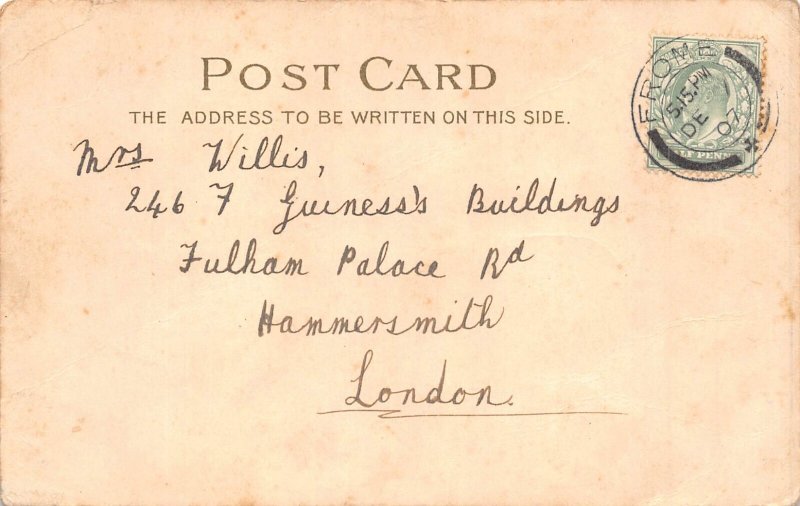 POST CARD
THE ADDRESS TO BE WRITTEN ON THIS SIDE.
FROME
5.15.PM
DE
07
Mrs Willis,
246 F Guiness's Buildings
Fulham Palace Rd
Hammersmith
London.